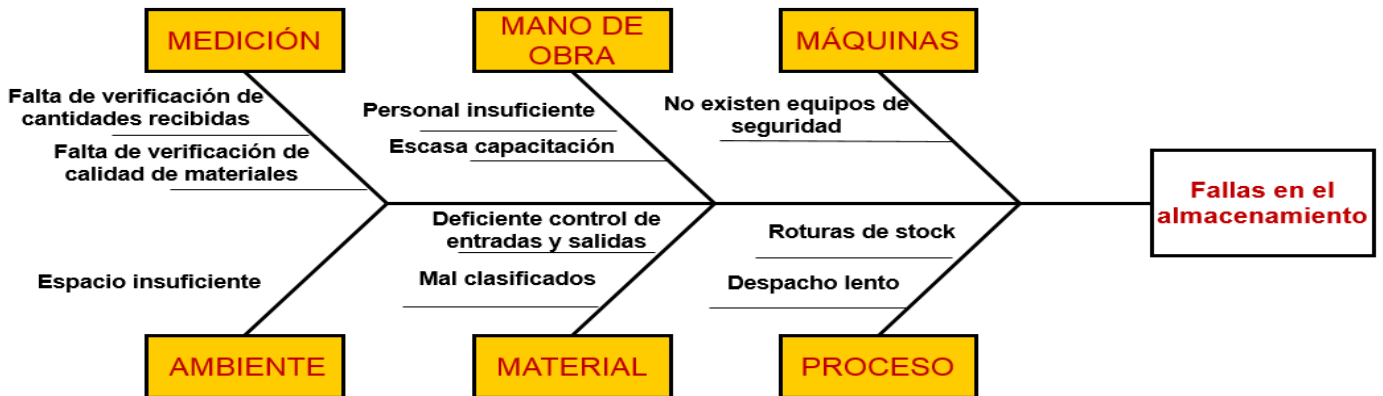 MEDICIÓN
MANO DE
OBRA
MÁQUINAS
Falta de verificación de
cantidades recibidas
Falta de verificación de
calidad de materiales
Personal insuficiente
Escasa capacitación
No existen equipos de
seguridad
Fallas en el
almacenamiento
Espacio insuficiente
Deficiente control de
entradas y salidas
Mal clasificados
Roturas de stock
Despacho lento
AMBIENTE
MATERIAL
PROCESO